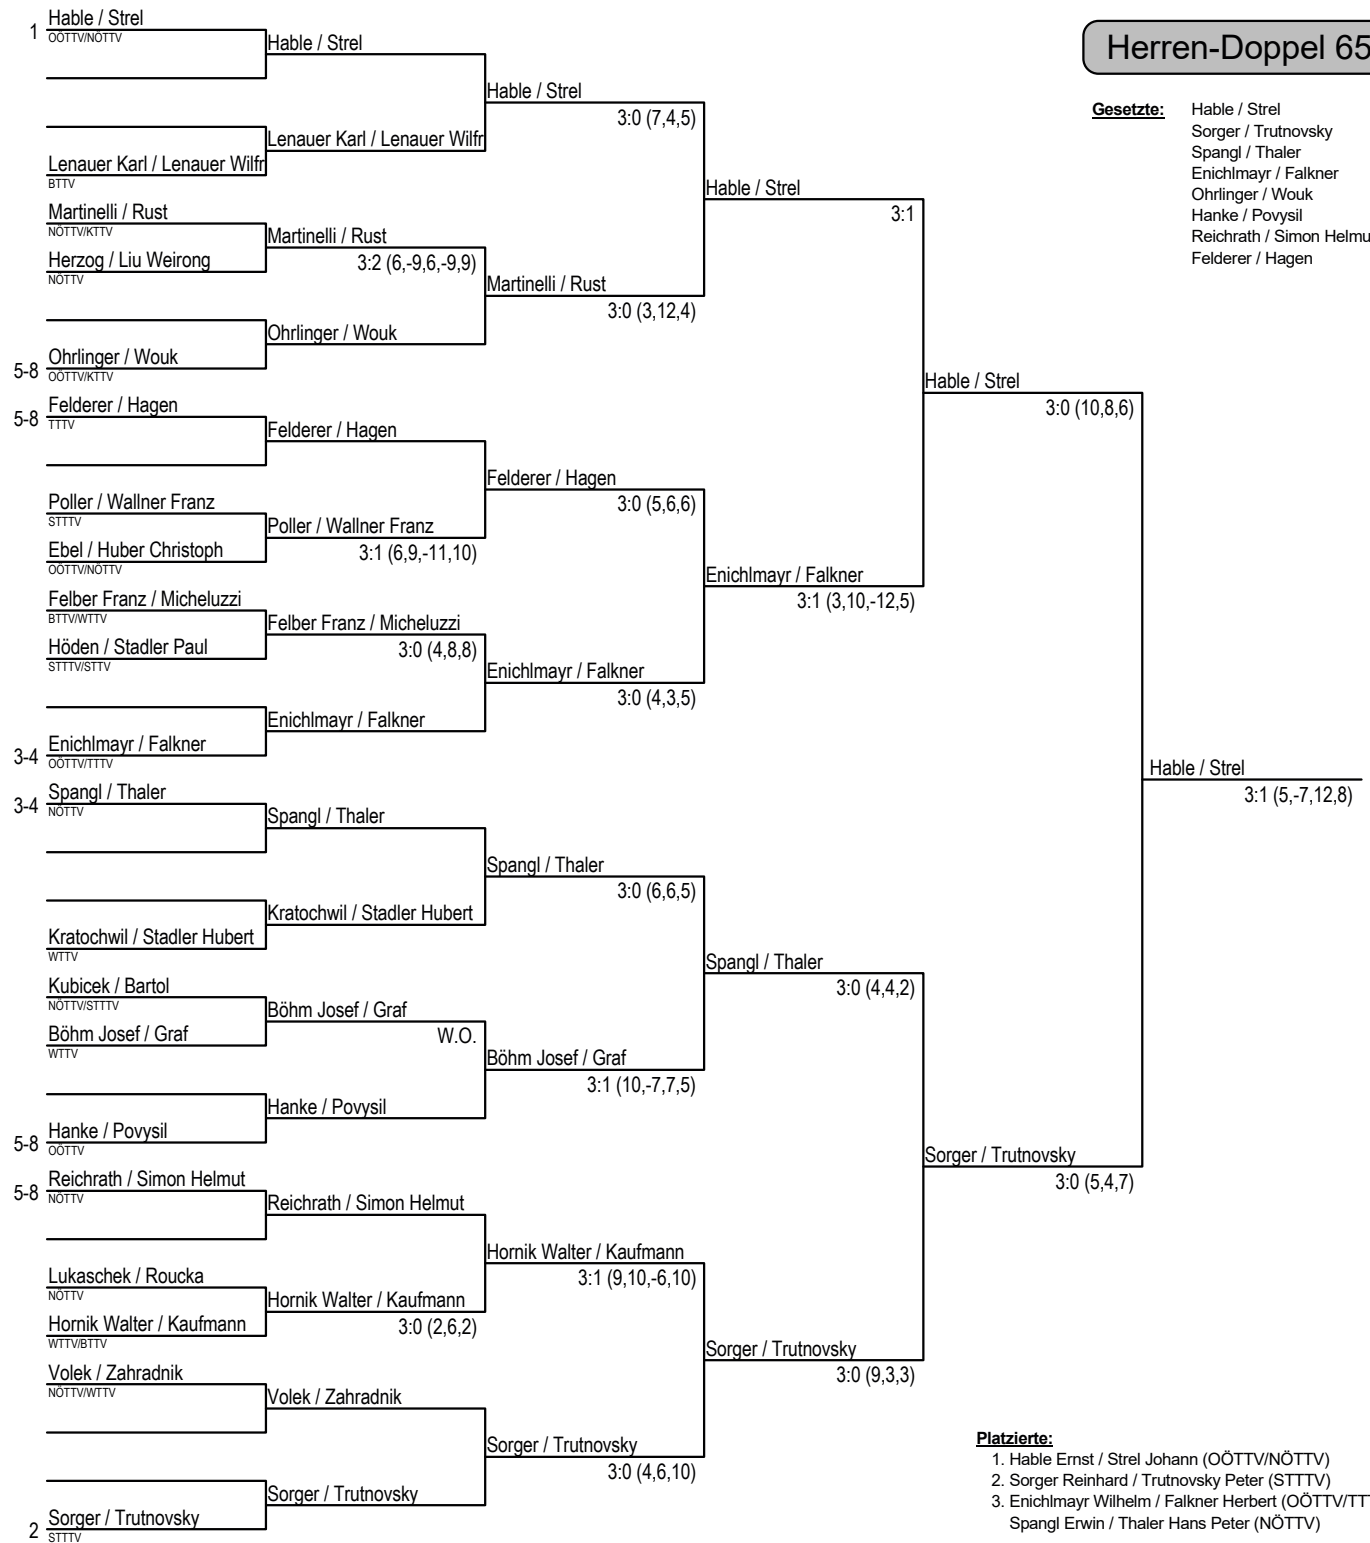 Herren-Doppel 65
Gesetzte:
Hable / Strel
Sorger / Trutnovsky
Spangl / Thaler
Enichlmayr / Falkner
Ohrlinger / Wouk
Hanke / Povysil
Reichrath / Simon Helmu
Felderer / Hagen
1
Hable / Strel
OÖTTV/NÖTTV
Lenauer Karl / Lenauer Wilfr
BTTV
Martinelli / Rust
NÖTTV/KTTV
Herzog / Liu Weirong
NÖTTV
5-8
Ohrlinger / Wouk
OÖTTV/KTTV
5-8
Felderer / Hagen
TTTV
Poller / Wallner Franz
STTTV
Ebel / Huber Christoph
OÖTTV/NÖTTV
Felber Franz / Micheluzzi
BTTV/WTTV
Höden / Stadler Paul
STTTV/STTV
3-4
Enichlmayr / Falkner
OÖTTV/TTTV
3-4
Spangl / Thaler
NÖTTV
Kratochwil / Stadler Hubert
WTTV
Kubicek / Bartol
NÖTTV/STTTV
Böhm Josef / Graf
WTTV
5-8
Hanke / Povysil
OÖTTV
5-8
Reichrath / Simon Helmut
NÖTTV
Lukaschek / Roucka
NÖTTV
Hornik Walter / Kaufmann
WTTV/BTTV
Volek / Zahradnik
NÖTTV/WTTV
2
Sorger / Trutnovsky
STTTV
Hable / Strel
Lenauer Karl / Lenauer Wilfr
Martinelli / Rust
3:2 (6,-9,6,-9,9)
Ohrlinger / Wouk
Felderer / Hagen
Poller / Wallner Franz
3:1 (6,9,-11,10)
Felber Franz / Micheluzzi
3:0 (4,8,8)
Enichlmayr / Falkner
Spangl / Thaler
Kratochwil / Stadler Hubert
Böhm Josef / Graf
W.O.
Hanke / Povysil
Reichrath / Simon Helmut
Hornik Walter / Kaufmann
3:0 (2,6,2)
Volek / Zahradnik
Sorger / Trutnovsky
Hable / Strel
3:0 (7,4,5)
Martinelli / Rust
3:0 (3,12,4)
Felderer / Hagen
3:0 (5,6,6)
Enichlmayr / Falkner
3:0 (4,3,5)
Spangl / Thaler
3:0 (6,6,5)
Böhm Josef / Graf
3:1 (10,-7,7,5)
Hornik Walter / Kaufmann
3:1 (9,10,-6,10)
Sorger / Trutnovsky
3:0 (4,6,10)
Hable / Strel
3:1
Enichlmayr / Falkner
3:1 (3,10,-12,5)
Spangl / Thaler
3:0 (4,4,2)
Sorger / Trutnovsky
3:0 (9,3,3)
Hable / Strel
3:0 (10,8,6)
Sorger / Trutnovsky
3:0 (5,4,7)
Hable / Strel
3:1 (5,-7,12,8)
Platzierte:
1. Hable Ernst / Strel Johann (OÖTTV/NÖTTV)
2. Sorger Reinhard / Trutnovsky Peter (STTTV)
3. Enichlmayr Wilhelm / Falkner Herbert (OÖTTV/TT
Spangl Erwin / Thaler Hans Peter (NÖTTV)